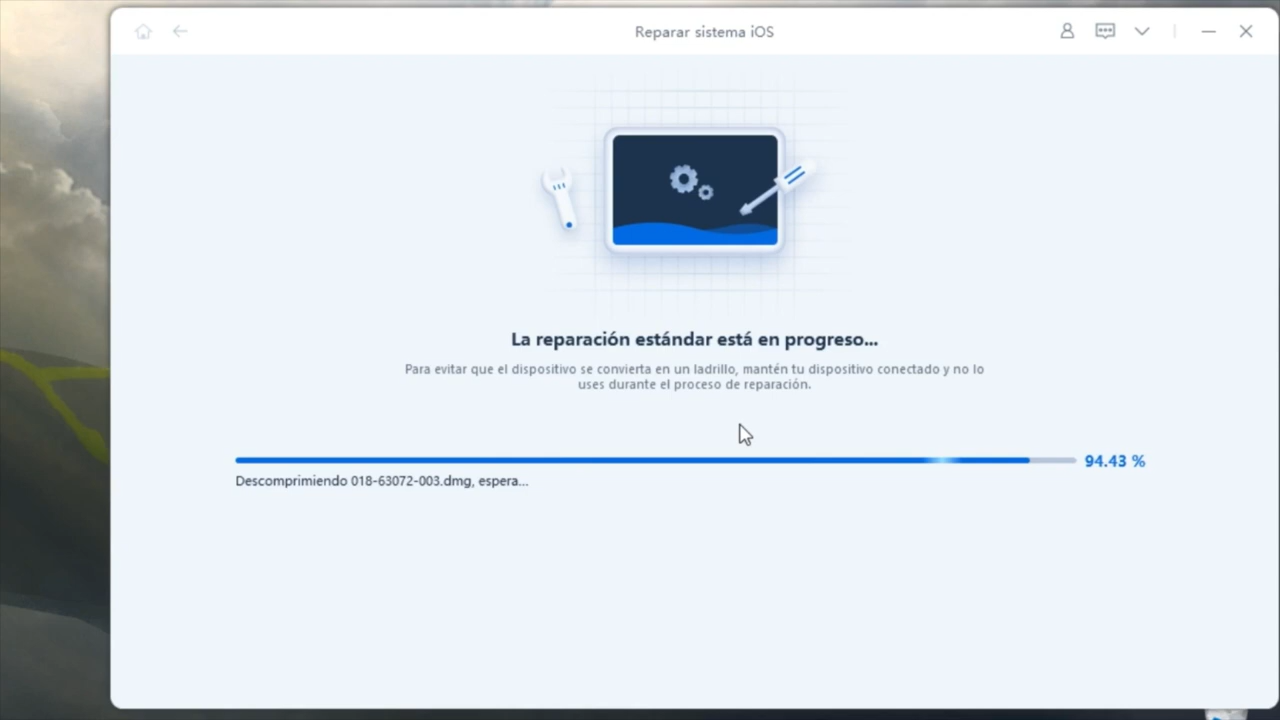 Reparar sistema iOS
La reparación estándar está en progreso...
Para evitar que el dispositivo se convierta en un ladrillo, mantén tu dispositivo conectado y no lo
uses durante el proceso de reparación.
94.43 %
Descomprimiendo 018-63072-003.dmg, espera...